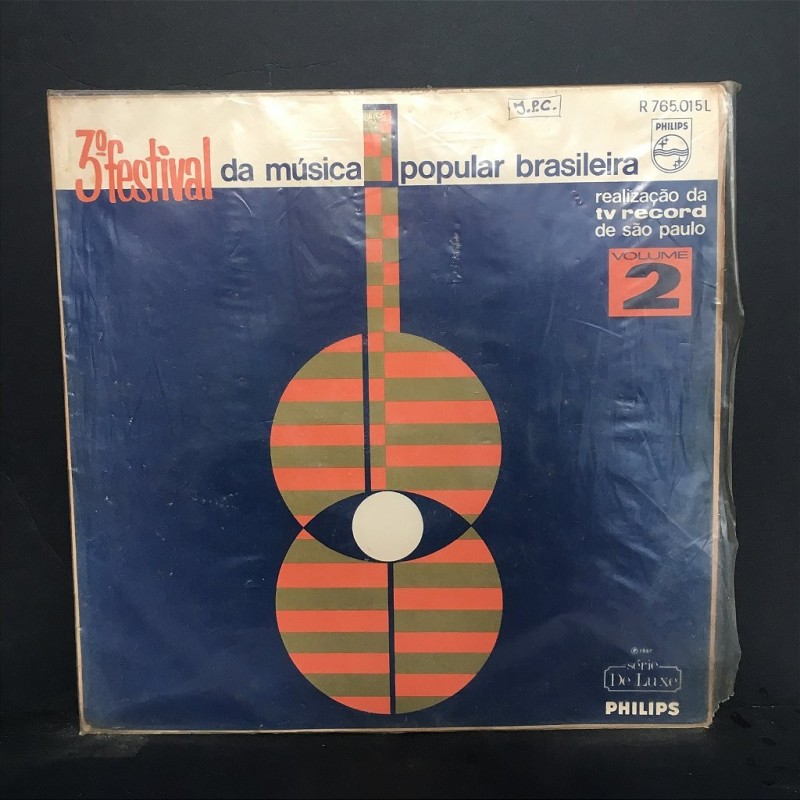 J.P.C.
R 765.015 L
PHILIPS
3º festival da música popular brasileira
realização da
tv record
de são paulo
VOLUME
2
℗ 1967
série
De Luxe
PHILIPS